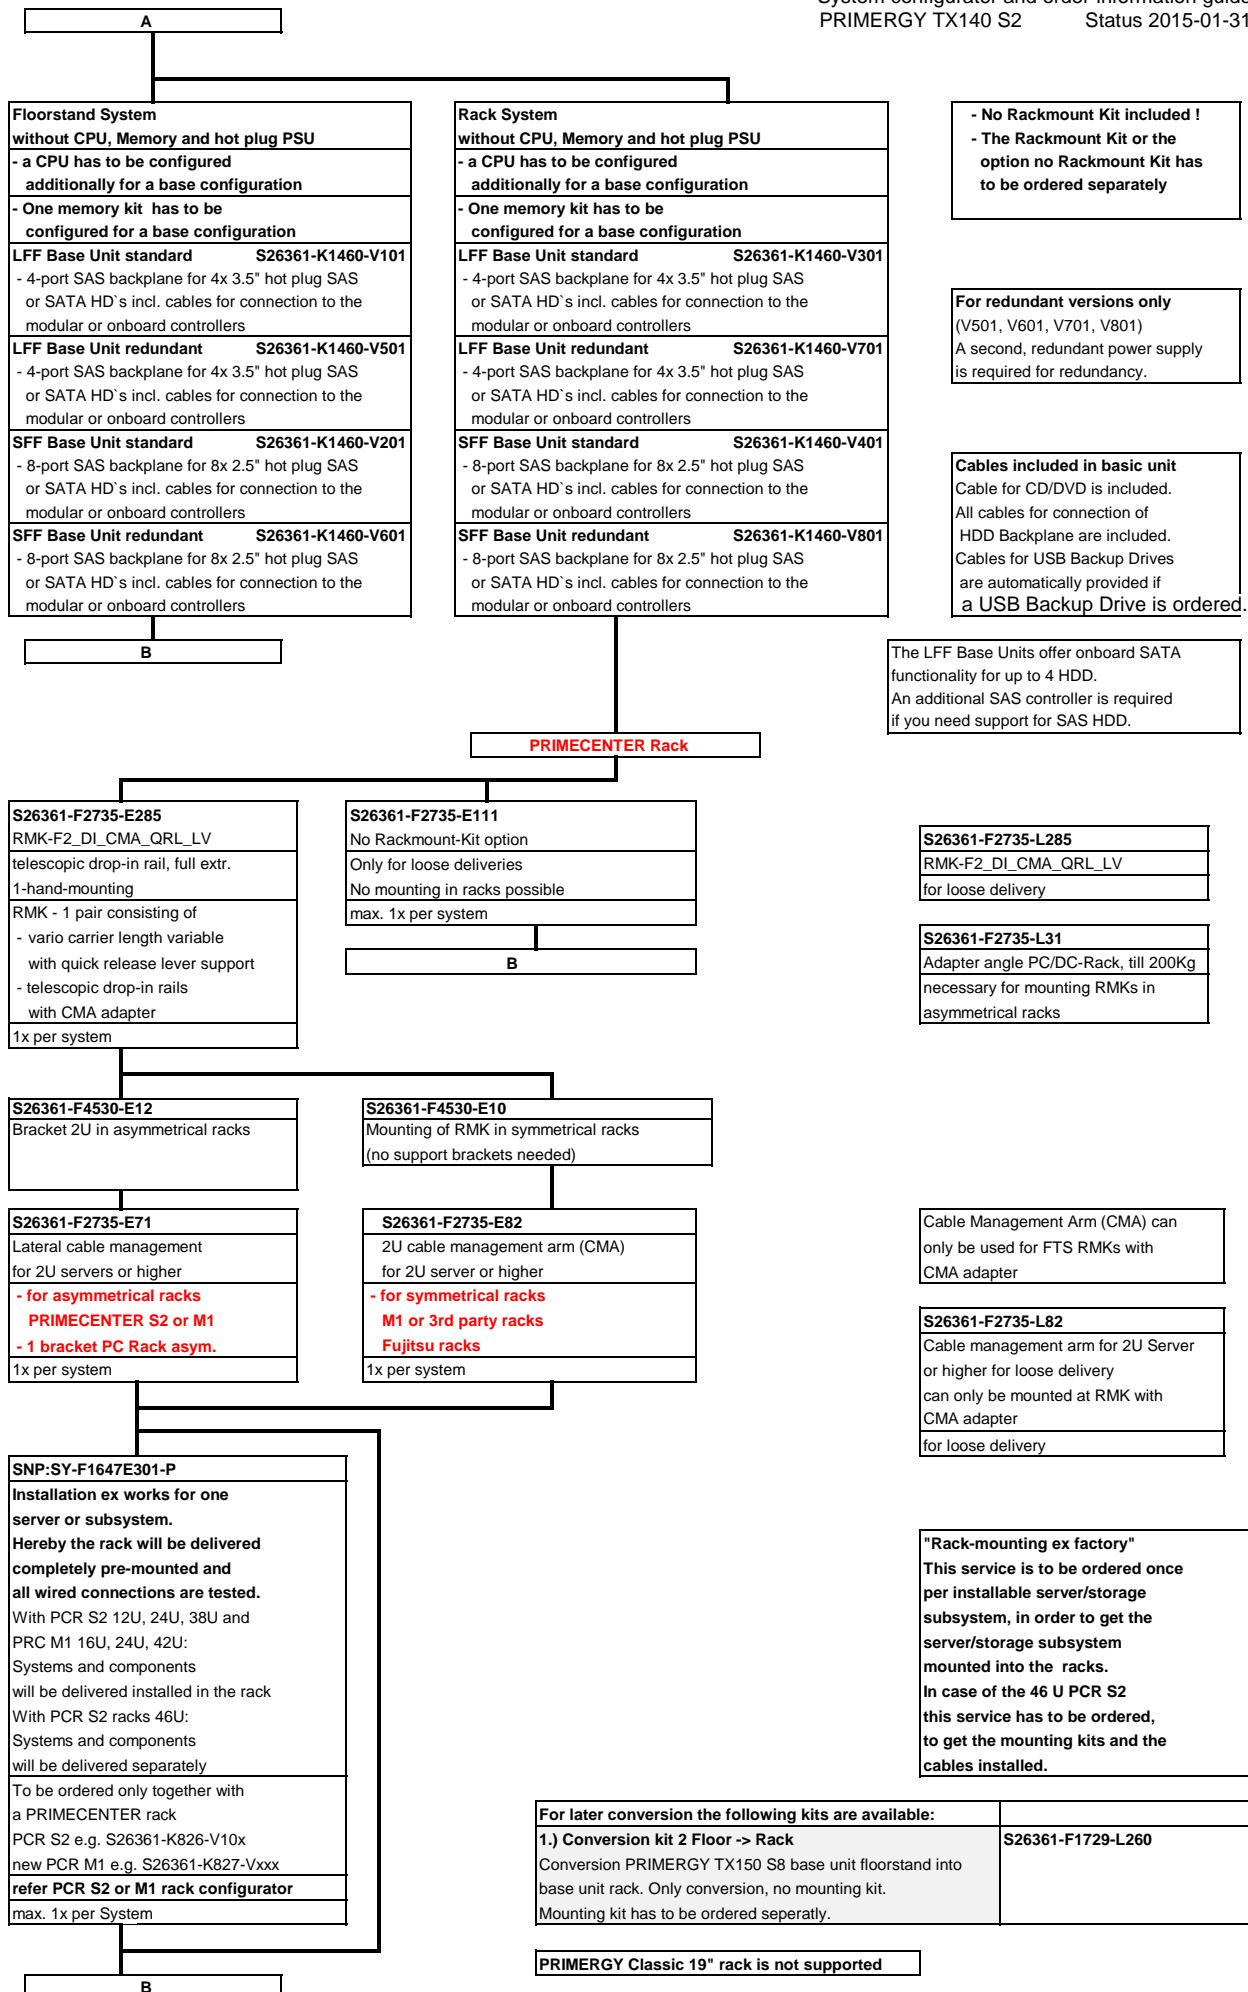 System configurator and order-information guide
PRIMERGY TX140 S2 Status 2015-01-31
A
Floorstand System
without CPU, Memory and hot plug PSU
- a CPU has to be configured
additionally for a base configuration
- One memory kit has to be
configured for a base configuration
LFF Base Unit standard S26361-K1460-V101
- 4-port SAS backplane for 4x 3.5" hot plug SAS
or SATA HD`s incl. cables for connection to the
modular or onboard controllers
LFF Base Unit redundant S26361-K1460-V501
- 4-port SAS backplane for 4x 3.5" hot plug SAS
or SATA HD`s incl. cables for connection to the
modular or onboard controllers
SFF Base Unit standard S26361-K1460-V201
- 8-port SAS backplane for 8x 2.5" hot plug SAS
or SATA HD`s incl. cables for connection to the
modular or onboard controllers
SFF Base Unit redundant S26361-K1460-V601
- 8-port SAS backplane for 8x 2.5" hot plug SAS
or SATA HD`s incl. cables for connection to the
modular or onboard controllers
B
Rack System
without CPU, Memory and hot plug PSU
- a CPU has to be configured
additionally for a base configuration
- One memory kit has to be
configured for a base configuration
LFF Base Unit standard S26361-K1460-V301
- 4-port SAS backplane for 4x 3.5" hot plug SAS
or SATA HD`s incl. cables for connection to the
modular or onboard controllers
LFF Base Unit redundant S26361-K1460-V701
- 4-port SAS backplane for 4x 3.5" hot plug SAS
or SATA HD`s incl. cables for connection to the
modular or onboard controllers
SFF Base Unit standard S26361-K1460-V401
- 8-port SAS backplane for 8x 2.5" hot plug SAS
or SATA HD`s incl. cables for connection to the
modular or onboard controllers
SFF Base Unit redundant S26361-K1460-V801
- 8-port SAS backplane for 8x 2.5" hot plug SAS
or SATA HD`s incl. cables for connection to the
modular or onboard controllers
- No Rackmount Kit included !
- The Rackmount Kit or the
option no Rackmount Kit has
to be ordered separately
For redundant versions only
(V501, V601, V701, V801)
A second, redundant power supply
is required for redundancy.
Cables included in basic unit
Cable for CD/DVD is included.
All cables for connection of
HDD Backplane are included.
Cables for USB Backup Drives
are automatically provided if
a USB Backup Drive is ordered.
The LFF Base Units offer onboard SATA
functionality for up to 4 HDD.
An additional SAS controller is required
if you need support for SAS HDD.
PRIMECENTER Rack
S26361-F2735-E285
RMK-F2_DI_CMA_QRL_LV
telescopic drop-in rail, full extr.
1-hand-mounting
RMK - 1 pair consisting of
- vario carrier length variable
with quick release lever support
- telescopic drop-in rails
with CMA adapter
1x per system
S26361-F2735-E111
No Rackmount-Kit option
Only for loose deliveries
No mounting in racks possible
max. 1x per system
B
S26361-F2735-L285
RMK-F2_DI_CMA_QRL_LV
for loose delivery
S26361-F2735-L31
Adapter angle PC/DC-Rack, till 200Kg
necessary for mounting RMKs in
asymmetrical racks
S26361-F4530-E12
Bracket 2U in asymmetrical racks
S26361-F4530-E10
Mounting of RMK in symmetrical racks
(no support brackets needed)
S26361-F2735-E71
Lateral cable management
for 2U servers or higher
- for asymmetrical racks
PRIMECENTER S2 or M1
- 1 bracket PC Rack asym.
1x per system
S26361-F2735-E82
2U cable management arm (CMA)
for 2U server or higher
- for symmetrical racks
M1 or 3rd party racks
Fujitsu racks
1x per system
Cable Management Arm (CMA) can
only be used for FTS RMKs with
CMA adapter
S26361-F2735-L82
Cable management arm for 2U Server
or higher for loose delivery
can only be mounted at RMK with
CMA adapter
for loose delivery
SNP:SY-F1647E301-P
Installation ex works for one
server or subsystem.
Hereby the rack will be delivered
completely pre-mounted and
all wired connections are tested.
With PCR S2 12U, 24U, 38U and
PRC M1 16U, 24U, 42U:
Systems and components
will be delivered installed in the rack
With PCR S2 racks 46U:
Systems and components
will be delivered separately
To be ordered only together with
a PRIMECENTER rack
PCR S2 e.g. S26361-K826-V10x
new PCR M1 e.g. S26361-K827-Vxxx
refer PCR S2 or M1 rack configurator
max. 1x per System
B
"Rack-mounting ex factory"
This service is to be ordered once
per installable server/storage
subsystem, in order to get the
server/storage subsystem
mounted into the racks.
In case of the 46 U PCR S2
this service has to be ordered,
to get the mounting kits and the
cables installed.
For later conversion the following kits are available:
1.) Conversion kit 2 Floor -> Rack S26361-F1729-L260
Conversion PRIMERGY TX150 S8 base unit floorstand into
base unit rack. Only conversion, no mounting kit.
Mounting kit has to be ordered seperatly.
PRIMERGY Classic 19" rack is not supported